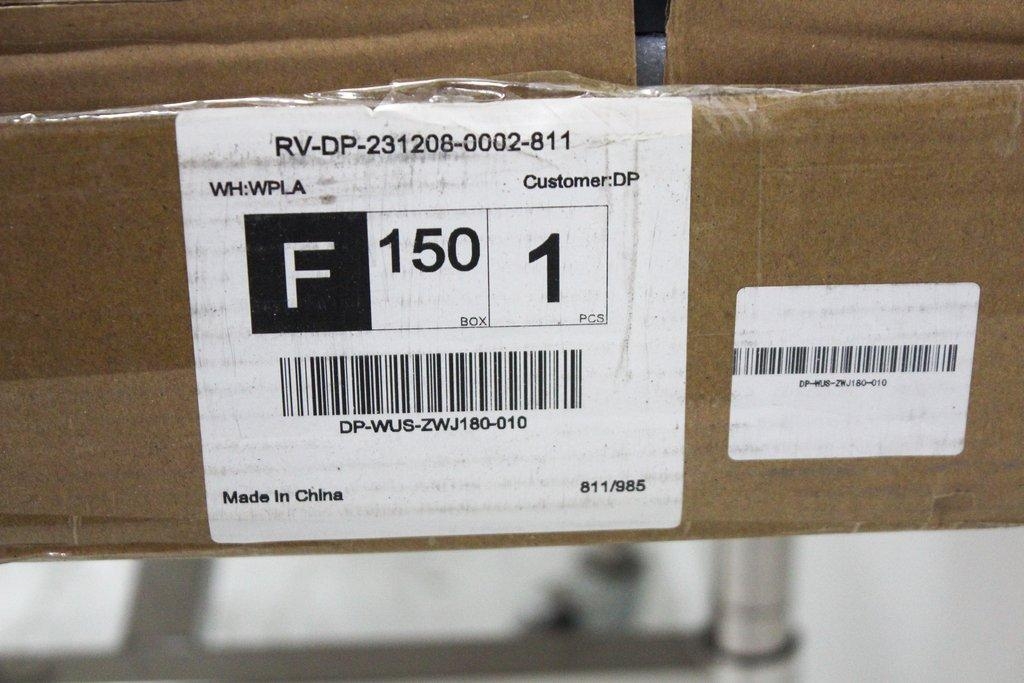 RV-DP-231208-0002-811
WH:WPLA Customer:DP
F 150 BOX 1 PCS
DP-WUS-ZWJ180-010
Made In China 811/985
DP-WUS-ZWJ180-010